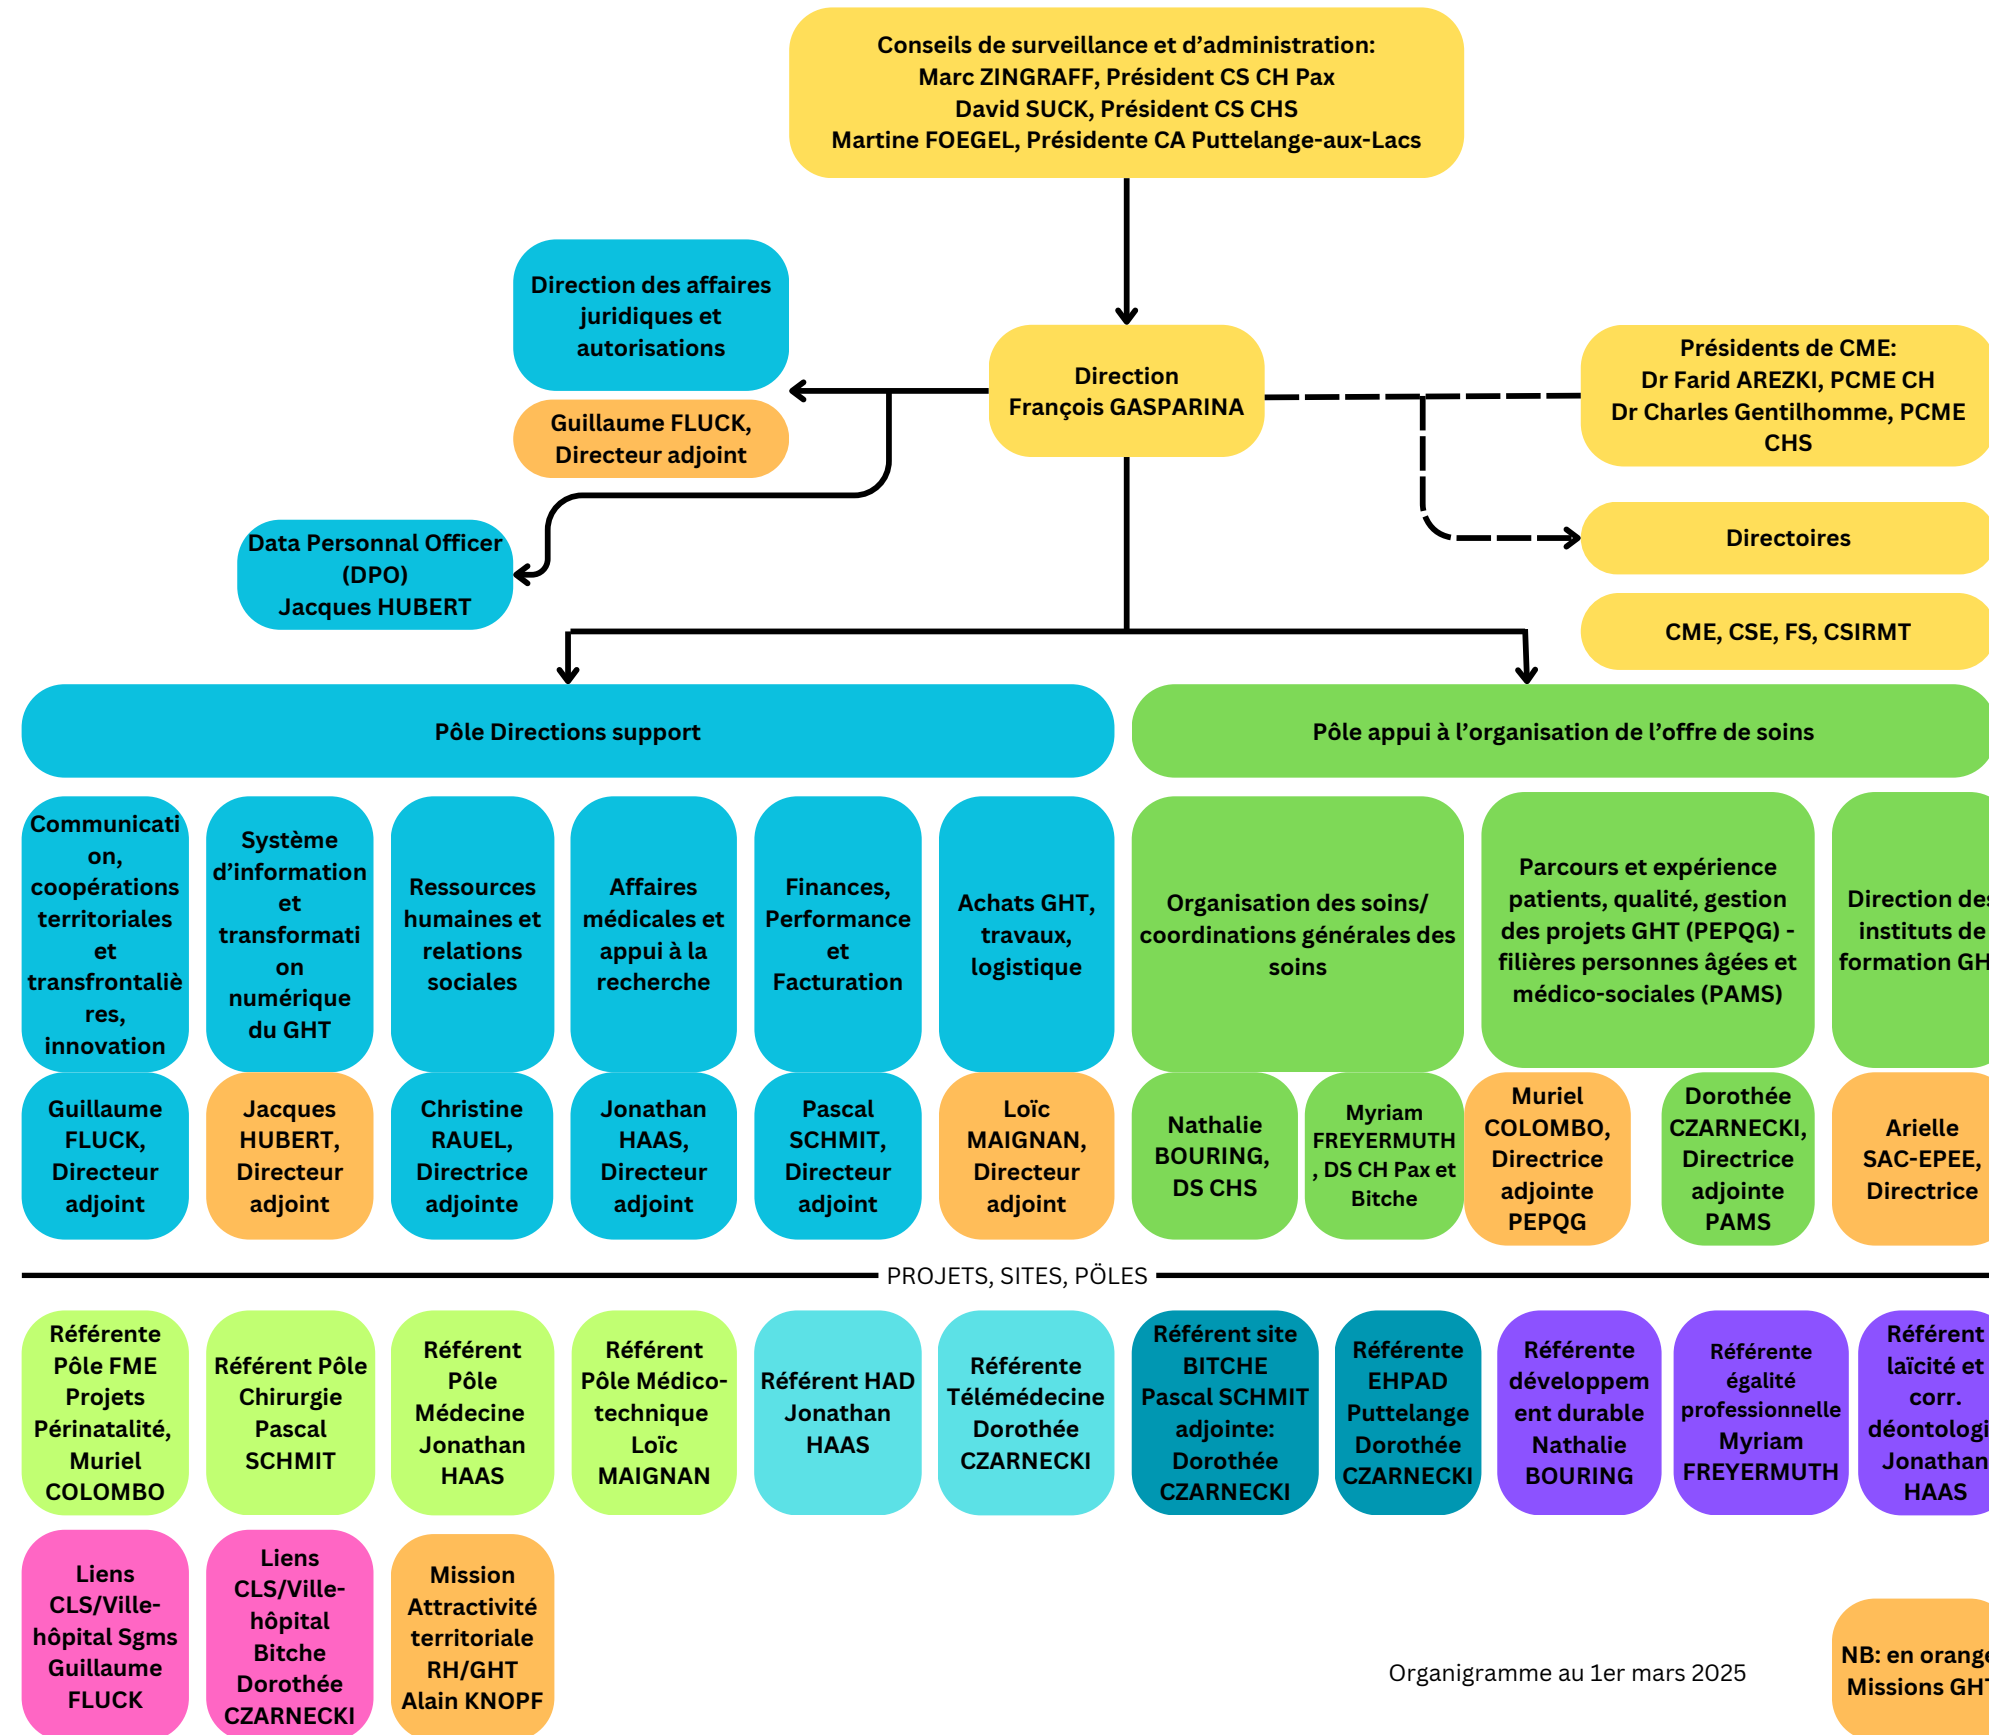 Conseils de surveillance et d’administration:
Marc ZINGRAFF, Président CS CH Pax
David SUCK, Président CS CHS
Martine FOEGEL, Présidente CA Puttelange-aux-Lacs
Direction des affaires
juridiques et
autorisations
Guillaume FLUCK,
Directeur adjoint
Direction
François GASPARINA
Présidents de CME:
Dr Farid AREZKI, PCME CH
Dr Charles Gentilhomme, PCME
CHS
Directoires
Data Personnal Officer
(DPO)
Jacques HUBERT
CME, CSE, FS, CSIRMT
Pôle Directions support
Pôle appui à l’organisation de l’offre de soins
Communicati
on,
coopérations
territoriales
et
transfrontaliè
res,
innovation
Système
d’information
et
transformati
on
numérique
du GHT
Ressources
humaines et
relations
sociales
Affaires
médicales et
appui à la
recherche
Finances,
Performance
et
Facturation
Achats GHT,
travaux,
logistique
Organisation des soins/
coordinations générales des
soins
Parcours et expérience
patients, qualité, gestion
des projets GHT (PEPQG) -
filières personnes âgées et
médico-sociales (PAMS)
Direction des
instituts de
formation GH
Guillaume
FLUCK,
Directeur
adjoint
Jacques
HUBERT,
Directeur
adjoint
Christine
RAUEL,
Directrice
adjointe
Jonathan
HAAS,
Directeur
adjoint
Pascal
SCHMIT,
Directeur
adjoint
Loïc
MAIGNAN,
Directeur
adjoint
Nathalie
BOURING,
DS CHS
Myriam
FREYERMUTH
, DS CH Pax et
Bitche
Muriel
COLOMBO,
Directrice
adjointe
PEPQG
Dorothée
CZARNECKI,
Directrice
adjointe
PAMS
Arielle
SAC-EPEE,
Directrice
PROJETS, SITES, PÖLES
Référente
Pôle FME
Projets
Périnatalité,
Muriel
COLOMBO
Référent Pôle
Chirurgie
Pascal
SCHMIT
Référent
Pôle
Médecine
Jonathan
HAAS
Référent
Pôle Médico-
technique
Loïc
MAIGNAN
Référent HAD
Jonathan
HAAS
Référente
Télémédecine
Dorothée
CZARNECKI
Référent site
BITCHE
Pascal SCHMIT
adjointe:
Dorothée
CZARNECKI
Référente
EHPAD
Puttelange
Dorothée
CZARNECKI
Référente
développem
ent durable
Nathalie
BOURING
Référente
égalité
professionnelle
Myriam
FREYERMUTH
Référent
laïcité et
corr.
déontologi
Jonathan
HAAS
Liens
CLS/Ville-
hôpital Sgms
Guillaume
FLUCK
Liens
CLS/Ville-
hôpital
Bitche
Dorothée
CZARNECKI
Mission
Attractivité
territoriale
RH/GHT
Alain KNOPF
Organigramme au 1er mars 2025
NB: en orange
Missions GHT